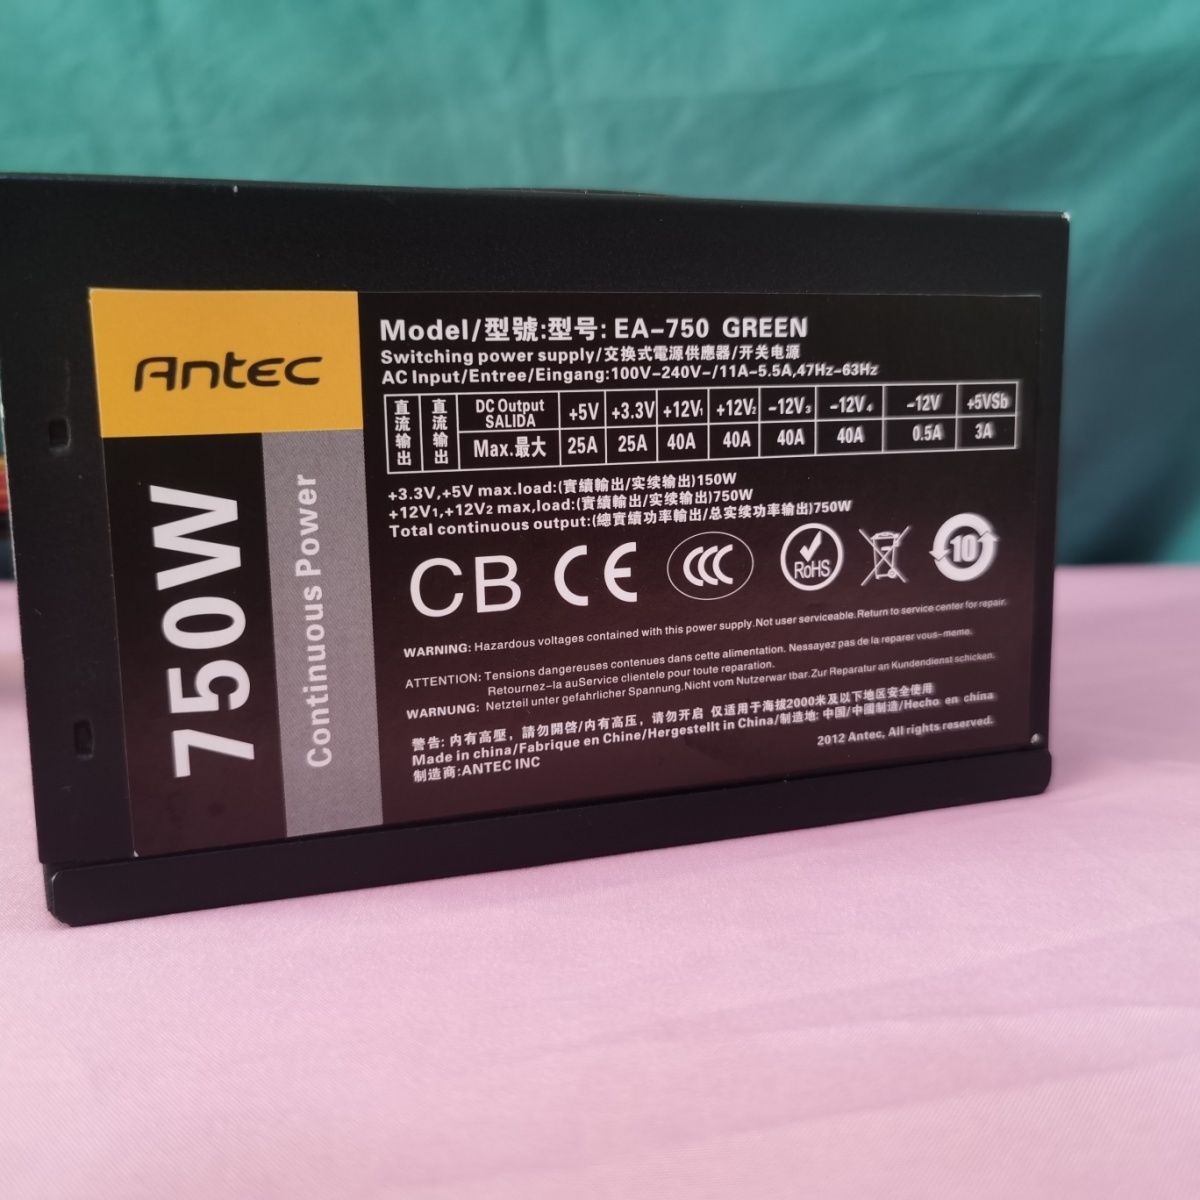 Antec
750W
Continuous Power
Model/型號:型号: EA-750 GREEN
Switching power supply/交換式電源供應器/开关电源
AC Input/Entree/Eingang:100V-240V-/11A-5.5A,47Hz-63Hz
直流输出 直流输出 DC Output SALIDA +5V +3.3V +12V1 +12V2 -12V3 -12V4 -12V +5VSb
Max.最大 25A 25A 40A 40A 40A 40A 0.5A 3A
+3.3V,+5V max.load:(實續輸出/实续输出)150W
+12V1,+12V2 max,load:(實續輸出/实续输出)750W
Total continuous output:(總實續功率輸出/总实续功率输出)750W
CB CE CCC RoHS 10
WARNING: Hazardous voltages contained with this power supply.Not user serviceable.Return to service center for repair.
ATTENTION: Tensions dangereuses contenues dans cette alimentation. Nessayez pas de la reparer vous-meme.
Retournez-la auService clientele pour toute reparation.
WARNUNG: Netzteil unter gefahrlicher Spannung.Nicht vom Nutzerwar tbar.Zur Reparatur an Kundendienst schicken.
警告: 内有高壓，請勿開啓/内有高压，请勿开启 仅适用于海拔2000米及以下地区安全使用
Made in china/Fabrique en Chine/Hergestellt in China/制造地: 中国/中國制造/Hecho en china
制造商:ANTEC INC
2012 Antec, All rights reserved.